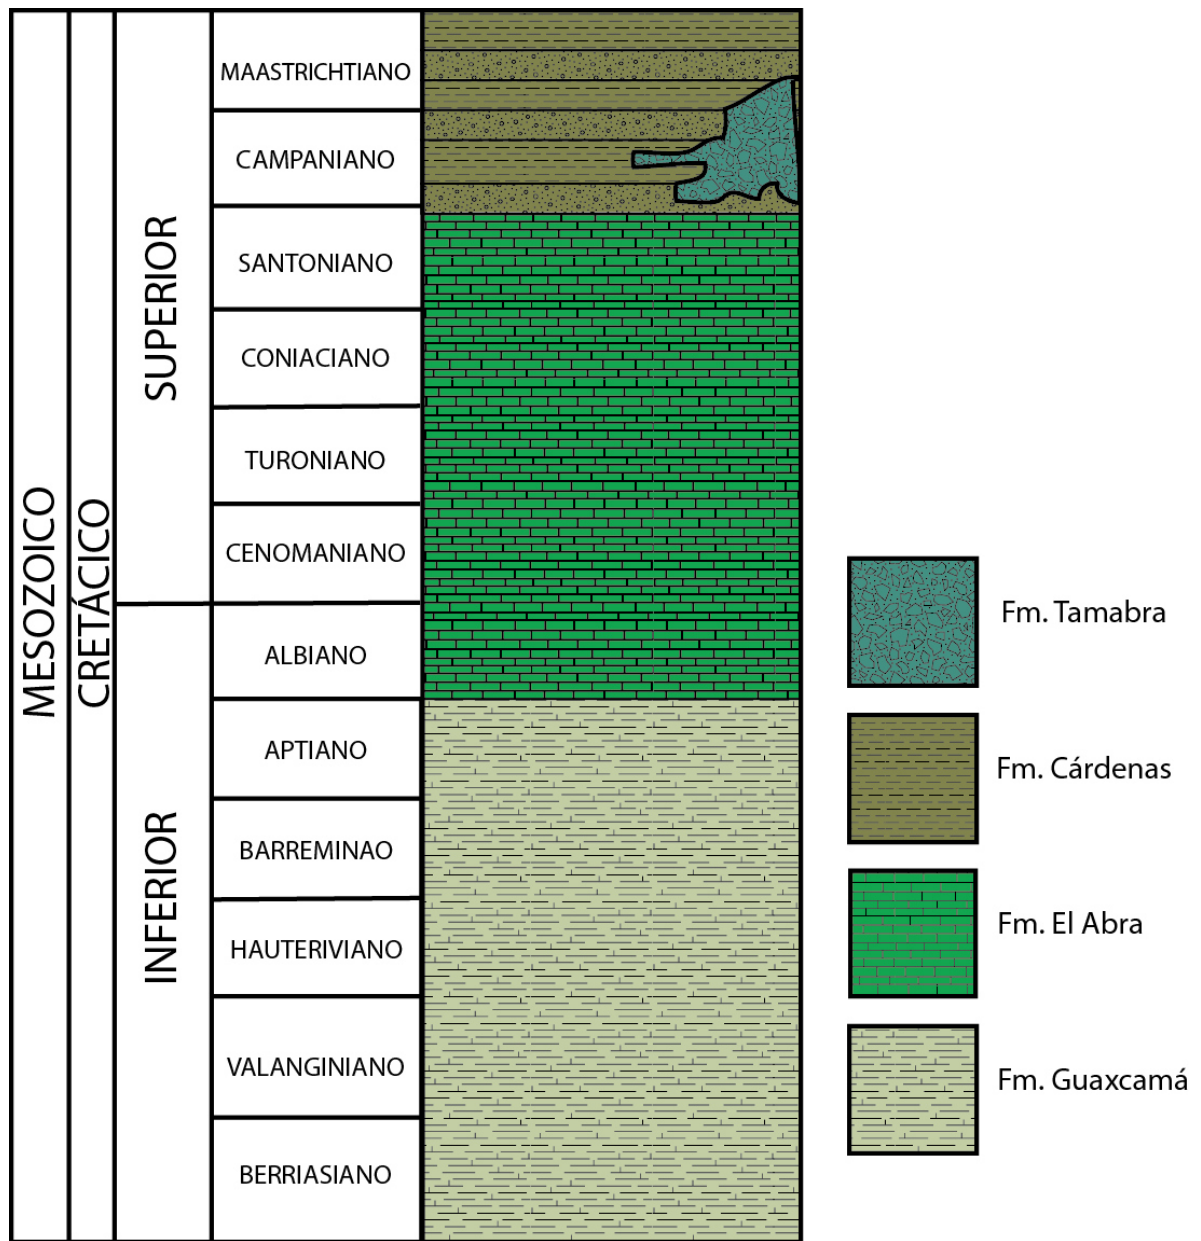 MESOZOICO
CRETÁCICO
SUPERIOR
MAASTRICHTIANO
CAMPANIANO
SANTONIANO
CONIACIANO
TURONIANO
CENOMANIANO
INFERIOR
ALBIANO
APTIANO
BARREMINAO
HAUTERIVIANO
VALANGINIANO
BERRIASIANO
Fm. Tamabra
Fm. Cárdenas
Fm. El Abra
Fm. Guaxcamá